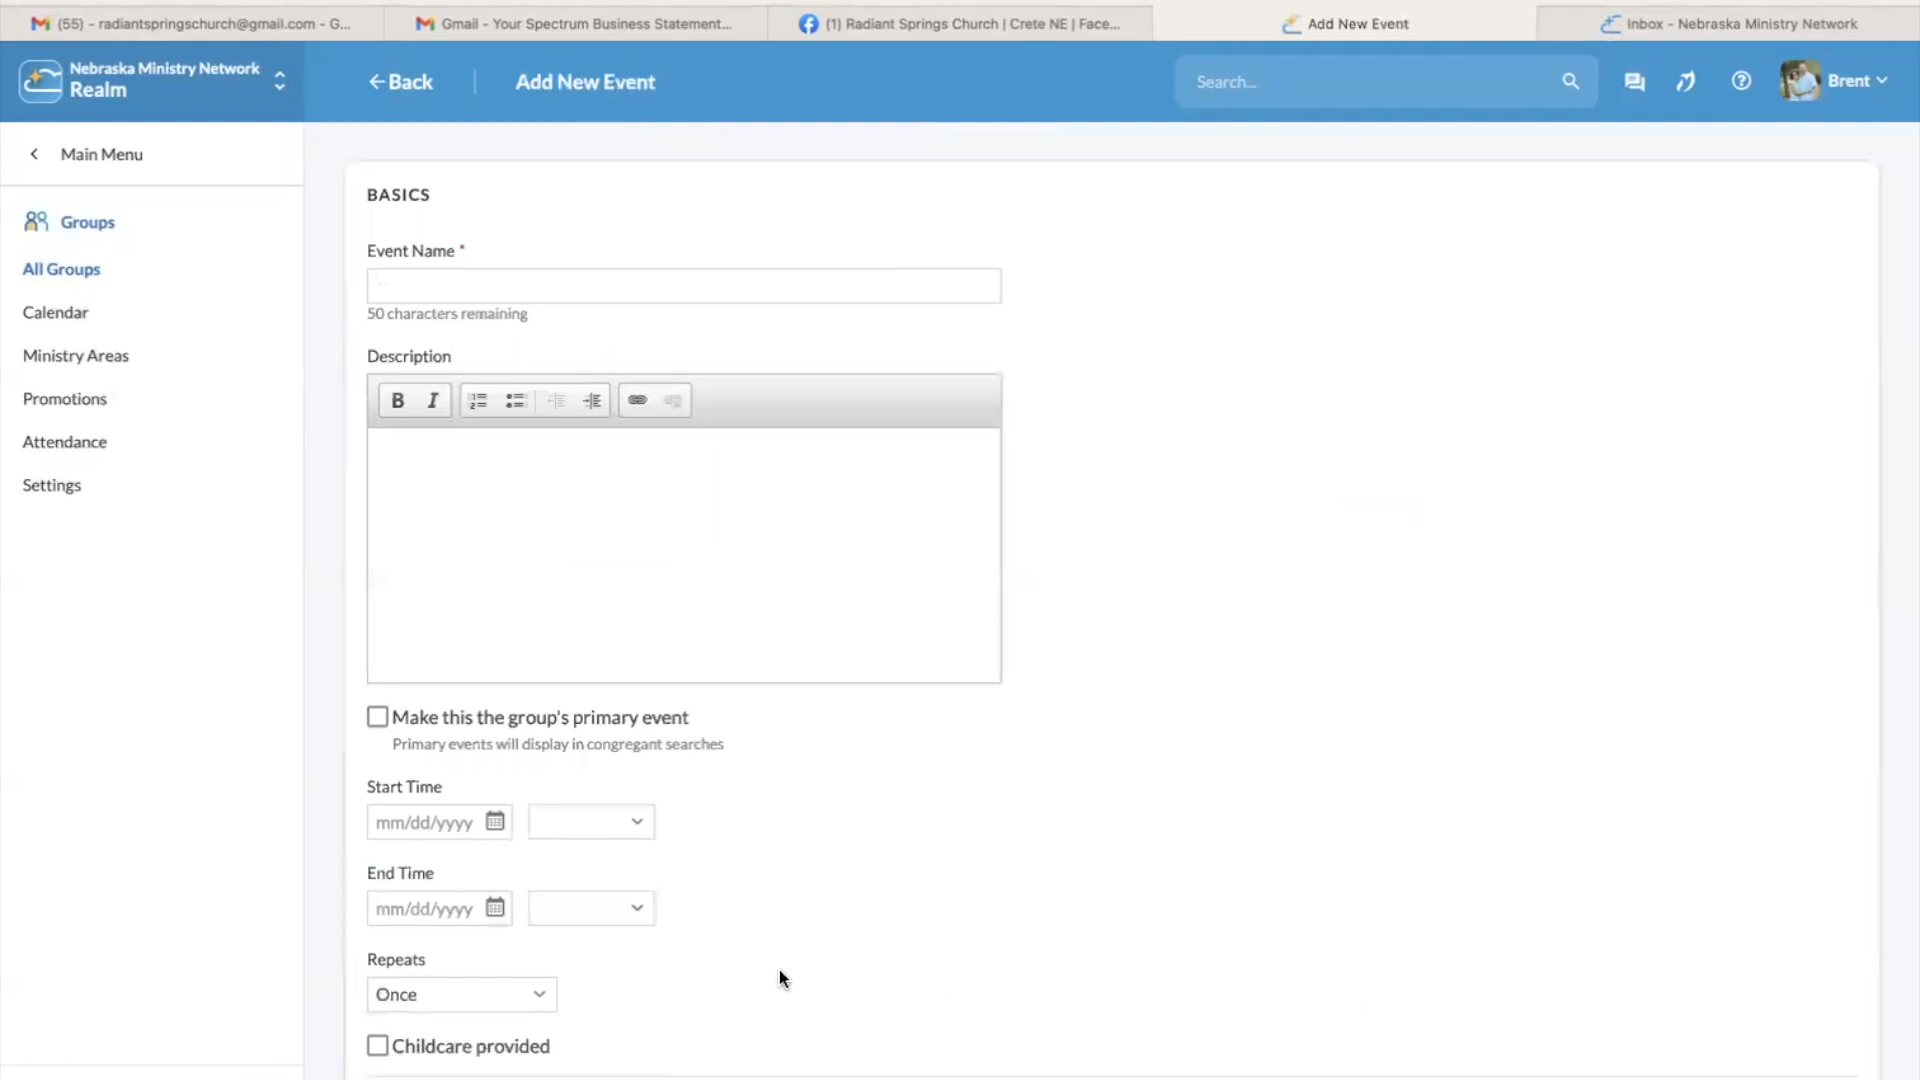 (55) - radiantspringschurch@gmail.com - G...
Gmail - Your Spectrum Business Statement...
(1) Radiant Springs Church | Crete NE | Face...
Add New Event
Inbox - Nebraska Ministry Network
Nebraska Ministry Network
Realm
Back
Add New Event
Search...
Brent
Main Menu
Groups
All Groups
Calendar
Ministry Areas
Promotions
Attendance
Settings
BASICS
Event Name *
50 characters remaining
Description
B I
Make this the group's primary event
Primary events will display in congregant searches
Start Time
mm/dd/yyyy
End Time
mm/dd/yyyy
Repeats
Once
Childcare provided